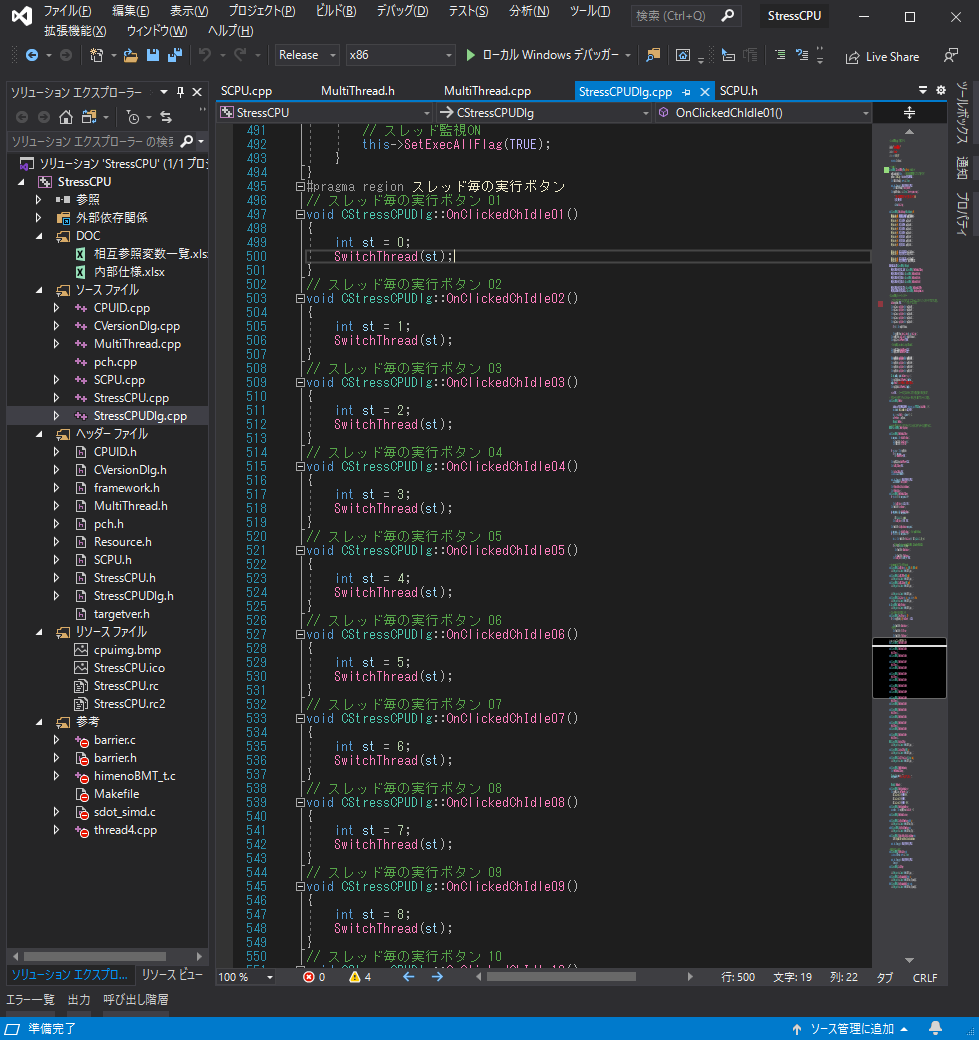 ファイル(F) 編集(E) 表示(V) プロジェクト(P) ビルド(B) デバッグ(D) テスト(S) 分析(N) ツール(T) 検索 (Ctrl+Q) StressCPU
拡張機能(X) ウィンドウ(W) ヘルプ(H)
Release x86 ローカル Windows デバッガー Live Share
ソリューション エクスプローラー
ソリューション エクスプローラー の検索
ソリューション 'StressCPU' (1/1 プロ
StressCPU
参照
外部依存関係
DOC
相互参照変数一覧.xls
内部仕様.xlsx
ソース ファイル
CPUID.cpp
CVersionDlg.cpp
MultiThread.cpp
pch.cpp
SCPU.cpp
StressCPU.cpp
StressCPUDlg.cpp
ヘッダー ファイル
CPUID.h
CVersionDlg.h
framework.h
MultiThread.h
pch.h
Resource.h
SCPU.h
StressCPU.h
StressCPUDlg.h
targetver.h
リソース ファイル
cpuimg.bmp
StressCPU.ico
StressCPU.rc
StressCPU.rc2
参考
barrier.c
barrier.h
himenoBMT_t.c
Makefile
sdot_simd.c
thread4.cpp
ソリューション エクスプロ... リソース ビュー
SCPU.cpp MultiThread.h MultiThread.cpp StressCPUDlg.cpp SCPU.h
StressCPU CStressCPUDlg OnClickedChIdle01()
491 // スレッド監視ON
492 this->SetExecAllFlag(TRUE);
493 }
494 }
495 #pragma region スレッド毎の実行ボタン
496 // スレッド毎の実行ボタン 01
497 void CStressCPUDlg::OnClickedChIdle01()
498 {
499 int st = 0;
500 SwitchThread(st);
501 }
502 // スレッド毎の実行ボタン 02
503 void CStressCPUDlg::OnClickedChIdle02()
504 {
505 int st = 1;
506 SwitchThread(st);
507 }
508 // スレッド毎の実行ボタン 03
509 void CStressCPUDlg::OnClickedChIdle03()
510 {
511 int st = 2;
512 SwitchThread(st);
513 }
514 // スレッド毎の実行ボタン 04
515 void CStressCPUDlg::OnClickedChIdle04()
516 {
517 int st = 3;
518 SwitchThread(st);
519 }
520 // スレッド毎の実行ボタン 05
521 void CStressCPUDlg::OnClickedChIdle05()
522 {
523 int st = 4;
524 SwitchThread(st);
525 }
526 // スレッド毎の実行ボタン 06
527 void CStressCPUDlg::OnClickedChIdle06()
528 {
529 int st = 5;
530 SwitchThread(st);
531 }
532 // スレッド毎の実行ボタン 07
533 void CStressCPUDlg::OnClickedChIdle07()
534 {
535 int st = 6;
536 SwitchThread(st);
537 }
538 // スレッド毎の実行ボタン 08
539 void CStressCPUDlg::OnClickedChIdle08()
540 {
541 int st = 7;
542 SwitchThread(st);
543 }
544 // スレッド毎の実行ボタン 09
545 void CStressCPUDlg::OnClickedChIdle09()
546 {
547 int st = 8;
548 SwitchThread(st);
549 }
550 // スレッド毎の実行ボタン 10
100 % 0 4 行: 500 文字: 19 列: 22 タブ CRLF
ツールボックス
通知
プロパティ
エラー一覧 出力 呼び出し階層
準備完了 ソース管理に追加